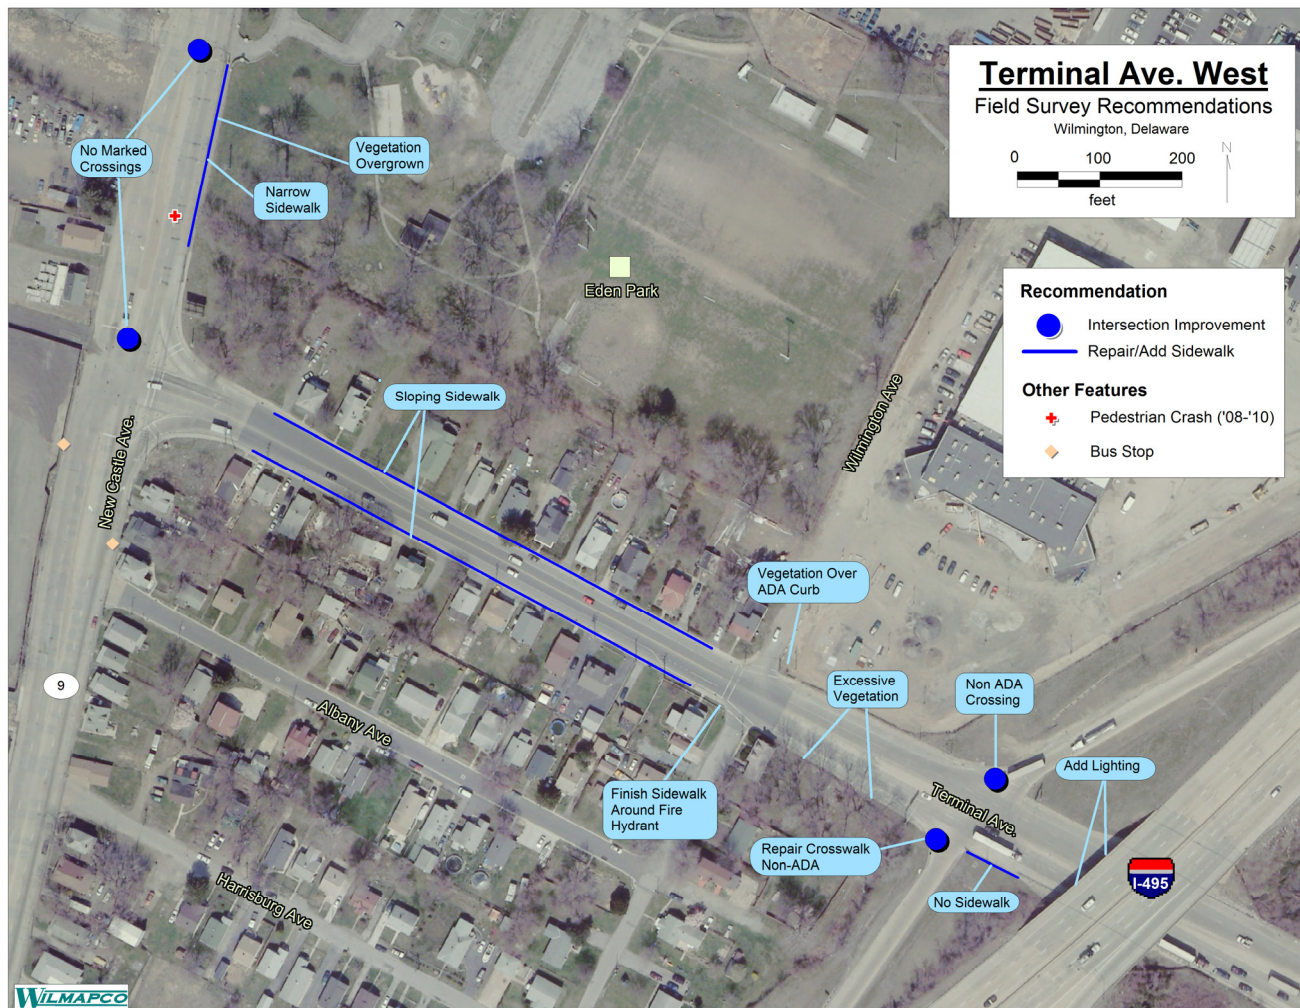 Terminal Ave. West
Field Survey Recommendations
Wilmington, Delaware
0 100 200
feet
N
No Marked
Crossings
Vegetation
Overgrown
Narrow
Sidewalk
Eden Park
Recommendation
Intersection Improvement
Repair/Add Sidewalk
Other Features
Pedestrian Crash ('08-'10)
Bus Stop
Sloping Sidewalk
New Castle Ave.
Wilmington Ave
Vegetation Over
ADA Curb
9
Excessive
Vegetation
Non ADA
Crossing
Albany Ave
Add Lighting
Finish Sidewalk
Around Fire
Hydrant
Terminal Ave.
Repair Crosswalk
Non-ADA
I-495
Harrisburg Ave
No Sidewalk
WILMAPCO